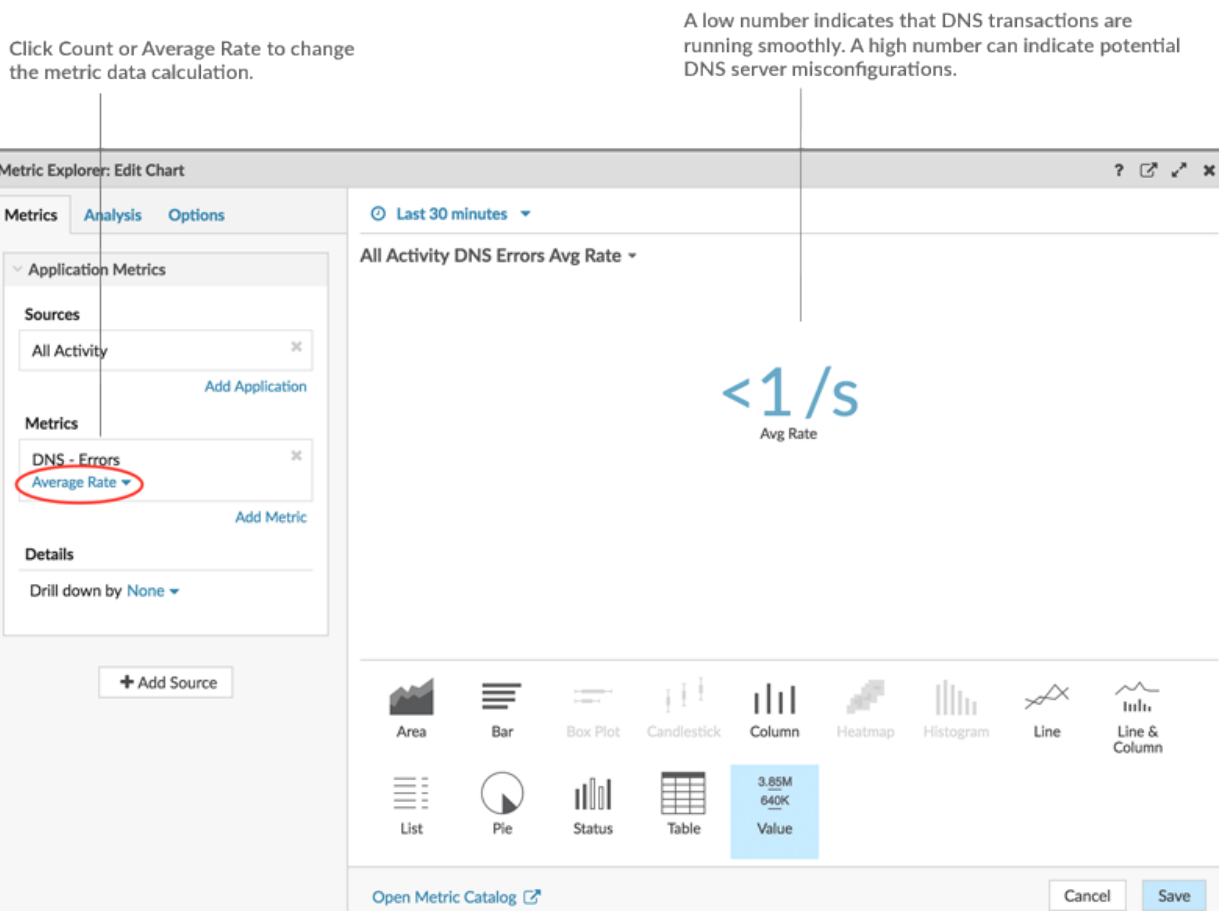 Click Count or Average Rate to change
the metric data calculation.
A low number indicates that DNS transactions are
running smoothly. A high number can indicate potential
DNS server misconfigurations.
Metric Explorer: Edit Chart
?
Metrics Analysis Options
Last 30 minutes
Application Metrics
Sources
All Activity
Add Application
Metrics
DNS - Errors
Average Rate
Add Metric
Details
Drill down by None
+ Add Source
All Activity DNS Errors Avg Rate
<1 /s
Avg Rate
Area Bar Box Plot Candlestick Column Heatmap Histogram Line Line &
Column
3.85M
640K
List Pie Status Table Value
Open Metric Catalog
Cancel Save